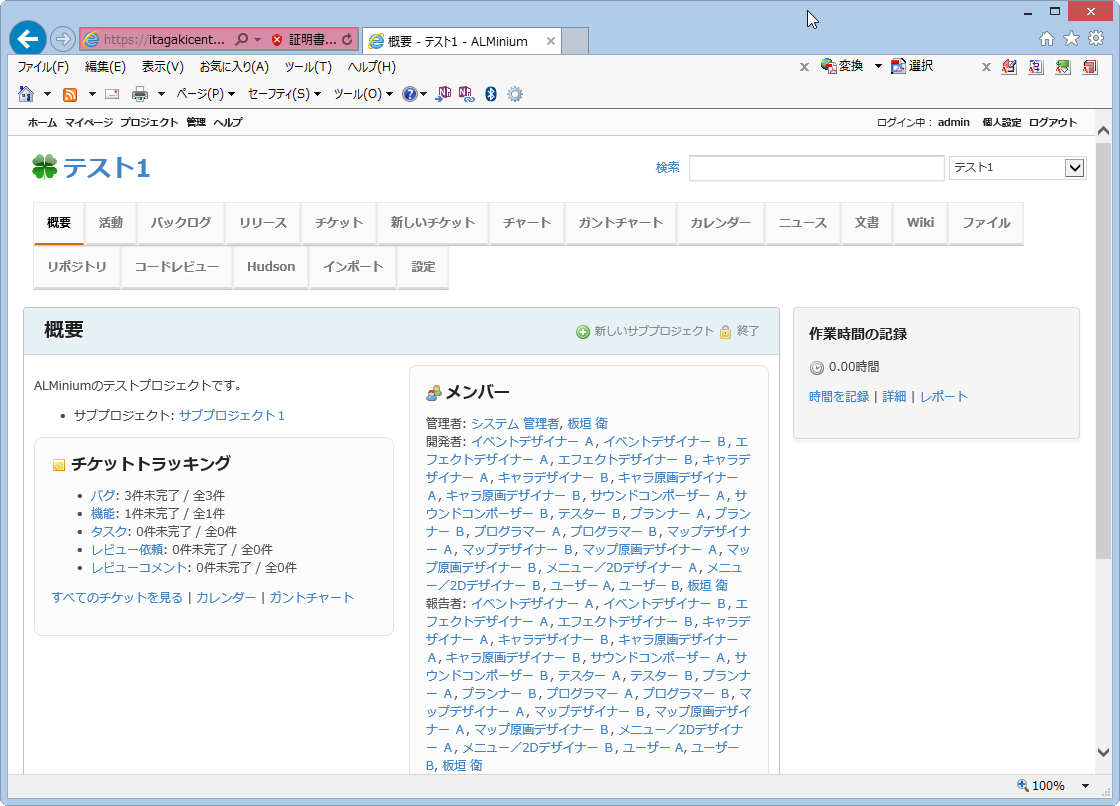 https://itagakicent...
証明書...
概要 - テスト1 - ALMinium
ファイル(F) 編集(E) 表示(V) お気に入り(A) ツール(T) ヘルプ(H)
変換 選択
ページ(P) セーフティ(S) ツール(O)
ホーム マイページ プロジェクト 管理 ヘルプ
ログイン中： admin 個人設定 ログアウト
テスト1
検索
テスト1
概要 活動 バックログ リリース チケット 新しいチケット チャート ガントチャート カレンダー ニュース 文書 Wiki ファイル
リポジトリ コードレビュー Hudson インポート 設定
概要
新しいサブプロジェクト 終了
ALMiniumのテストプロジェクトです。
• サブプロジェクト: サブプロジェクト１
チケットトラッキング
• バグ: 3件未完了 / 全3件
• 機能: 1件未完了 / 全1件
• タスク: 0件未完了 / 全0件
• レビュー依頼: 0件未完了 / 全0件
• レビューコメント: 0件未完了 / 全0件
すべてのチケットを見る | カレンダー | ガントチャート
メンバー
管理者: システム 管理者, 板垣 衛
開発者: イベントデザイナー Ａ, イベントデザイナー Ｂ, エ
フェクトデザイナー Ａ, エフェクトデザイナー Ｂ, キャラデ
ザイナー Ａ, キャラデザイナー Ｂ, キャラ原画デザイナー
Ａ, キャラ原画デザイナー Ｂ, サウンドコンポーザー Ａ, サ
ウンドコンポーザー Ｂ, テスター Ｂ, プランナー Ａ, プラン
ナー Ｂ, プログラマー Ａ, プログラマー Ｂ, マップデザイナ
ー Ａ, マップデザイナー Ｂ, マップ原画デザイナー Ａ, マッ
プ原画デザイナー Ｂ, メニュー／2Dデザイナー Ａ, メニュ
ー／2Dデザイナー Ｂ, ユーザー Ａ, ユーザー Ｂ, 板垣 衛
報告者: イベントデザイナー Ａ, イベントデザイナー Ｂ, エ
フェクトデザイナー Ａ, エフェクトデザイナー Ｂ, キャラデ
ザイナー Ａ, キャラデザイナー Ｂ, キャラ原画デザイナー
Ａ, キャラ原画デザイナー Ｂ, サウンドコンポーザー Ａ, サ
ウンドコンポーザー Ｂ, テスター Ａ, テスター Ｂ, プランナ
ー Ａ, プランナー Ｂ, プログラマー Ａ, プログラマー Ｂ, マ
ップデザイナー Ａ, マップデザイナー Ｂ, マップ原画デザイ
ナー Ａ, マップ原画デザイナー Ｂ, メニュー／2Dデザイナ
ー Ａ, メニュー／2Dデザイナー Ｂ, ユーザー Ａ, ユーザー
Ｂ, 板垣 衛
作業時間の記録
0.00時間
時間を記録 | 詳細 | レポート
100%